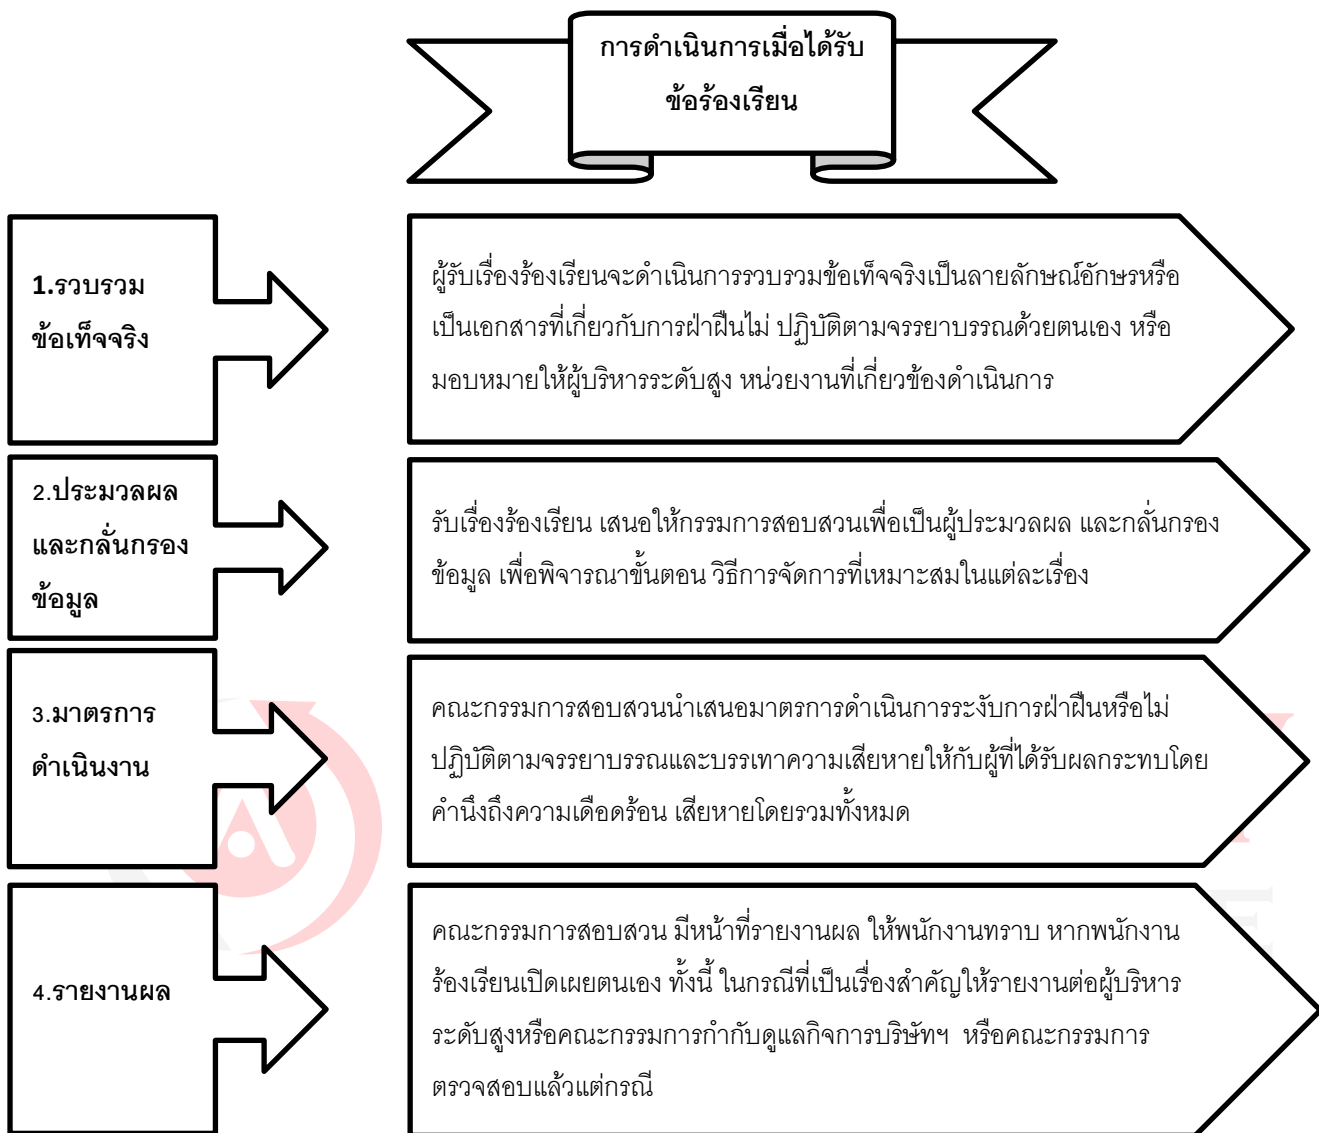 การดำเนินการเมื่อได้รับ
ข้อร้องเรียน
1.รวบรวม
ข้อเท็จจริง
ผู้รับเรื่องร้องเรียนจะดำเนินการรวบรวมข้อเท็จจริงเป็นลายลักษณ์อักษรหรือ
เป็นเอกสารที่เกี่ยวกับการฝ่าฝืนไม่ ปฏิบัติตามจรรยาบรรณด้วยตนเอง หรือ
มอบหมายให้ผู้บริหารระดับสูง หน่วยงานที่เกี่ยวข้องดำเนินการ
2.ประมวลผล
และกลั่นกรอง
ข้อมูล
รับเรื่องร้องเรียน เสนอให้กรรมการสอบสวนเพื่อเป็นผู้ประมวลผล และกลั่นกรอง
ข้อมูล เพื่อพิจารณาขั้นตอน วิธีการจัดการที่เหมาะสมในแต่ละเรื่อง
3.มาตรการ
ดำเนินงาน
คณะกรรมการสอบสวนนำเสนอมาตรการดำเนินการระงับการฝ่าฝืนหรือไม่
ปฏิบัติตามจรรยาบรรณและบรรเทาความเสียหายให้กับผู้ที่ได้รับผลกระทบโดย
คำนึงถึงความเดือดร้อน เสียหายโดยรวมทั้งหมด
4.รายงานผล
คณะกรรมการสอบสวน มีหน้าที่รายงานผล ให้พนักงานทราบ หากพนักงาน
ร้องเรียนเปิดเผยตนเอง ทั้งนี้ ในกรณีที่เป็นเรื่องสำคัญให้รายงานต่อผู้บริหาร
ระดับสูงหรือคณะกรรมการกำกับดูแลกิจการบริษัทฯ หรือคณะกรรมการ
ตรวจสอบแล้วแต่กรณี